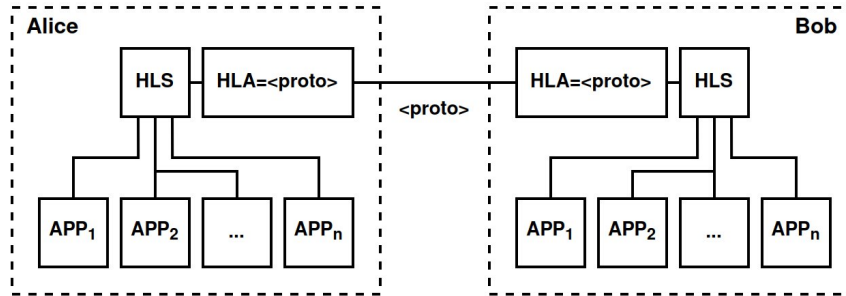 Alice
Bob
HLS
HLA=<proto>
HLA=<proto>
HLS
<proto>
APP₁
APP₂
...
APPₙ
APP₁
APP₂
...
APPₙ